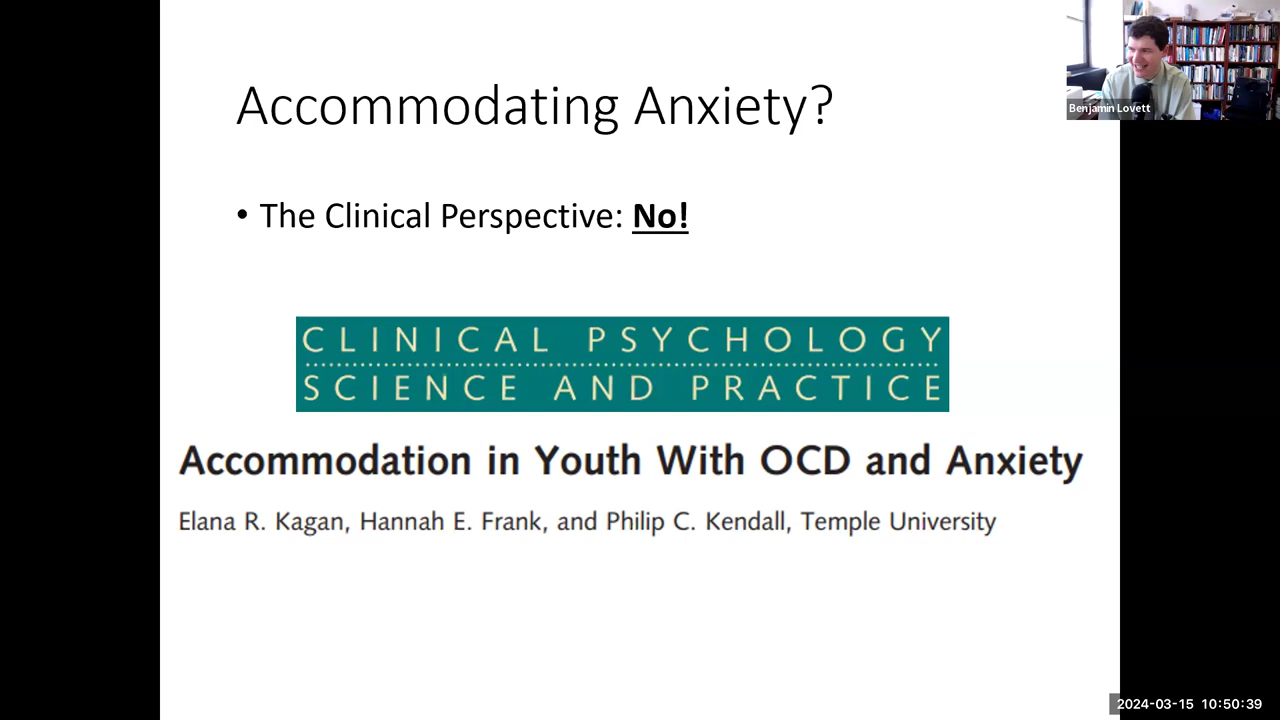 Accommodating Anxiety?
Benjamin Lovett
• The Clinical Perspective: No!
CLINICAL PSYCHOLOGY
SCIENCE AND PRACTICE
Accommodation in Youth With OCD and Anxiety
Elana R. Kagan, Hannah E. Frank, and Philip C. Kendall, Temple University
2024-03-15 10:50:39